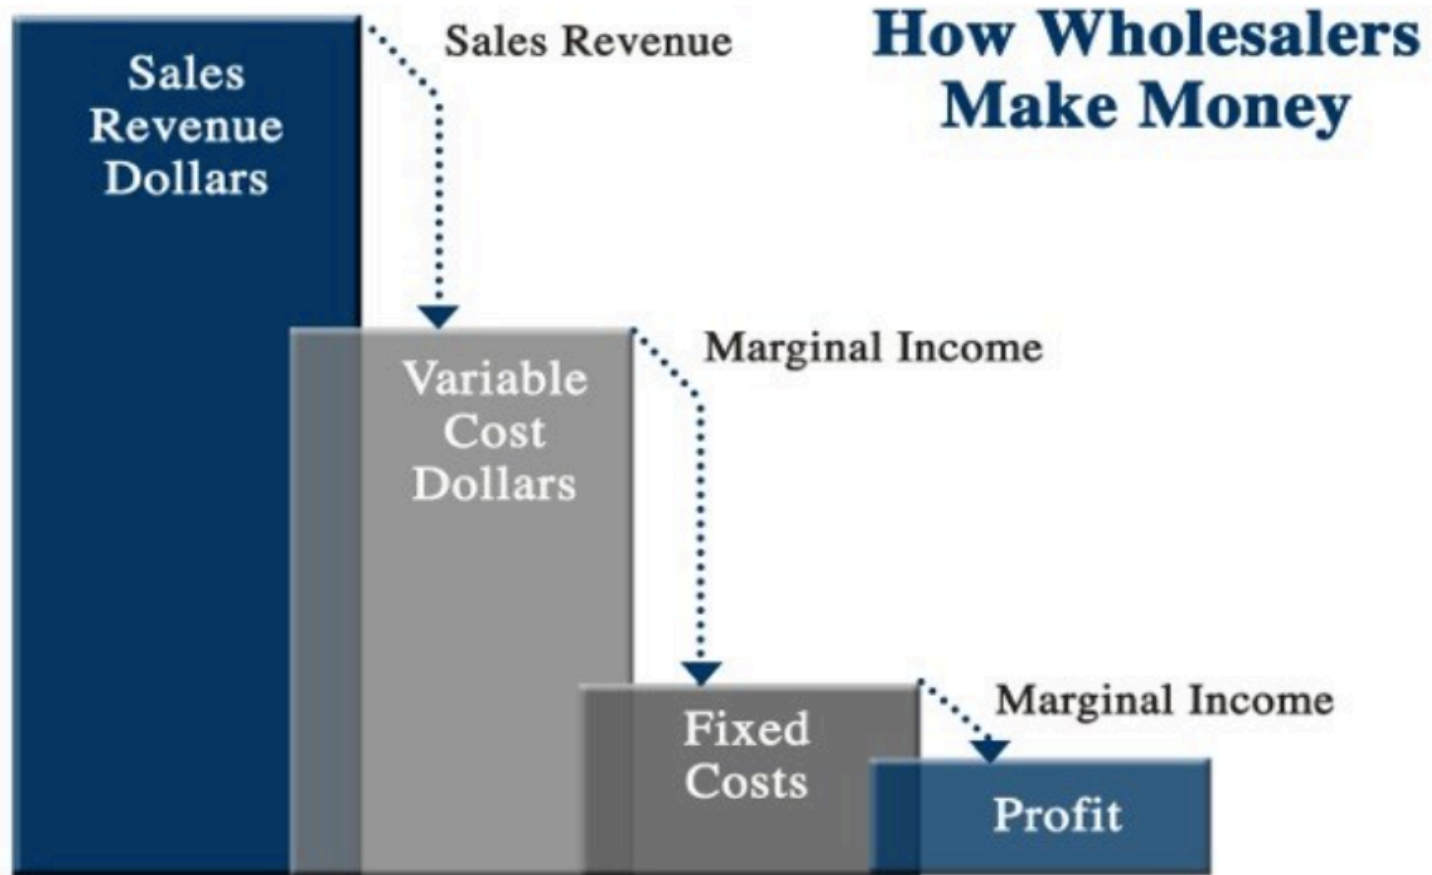 How Wholesalers
Make Money
Sales
Revenue
Dollars
Sales Revenue
Variable
Cost
Dollars
Marginal Income
Fixed
Costs
Marginal Income
Profit